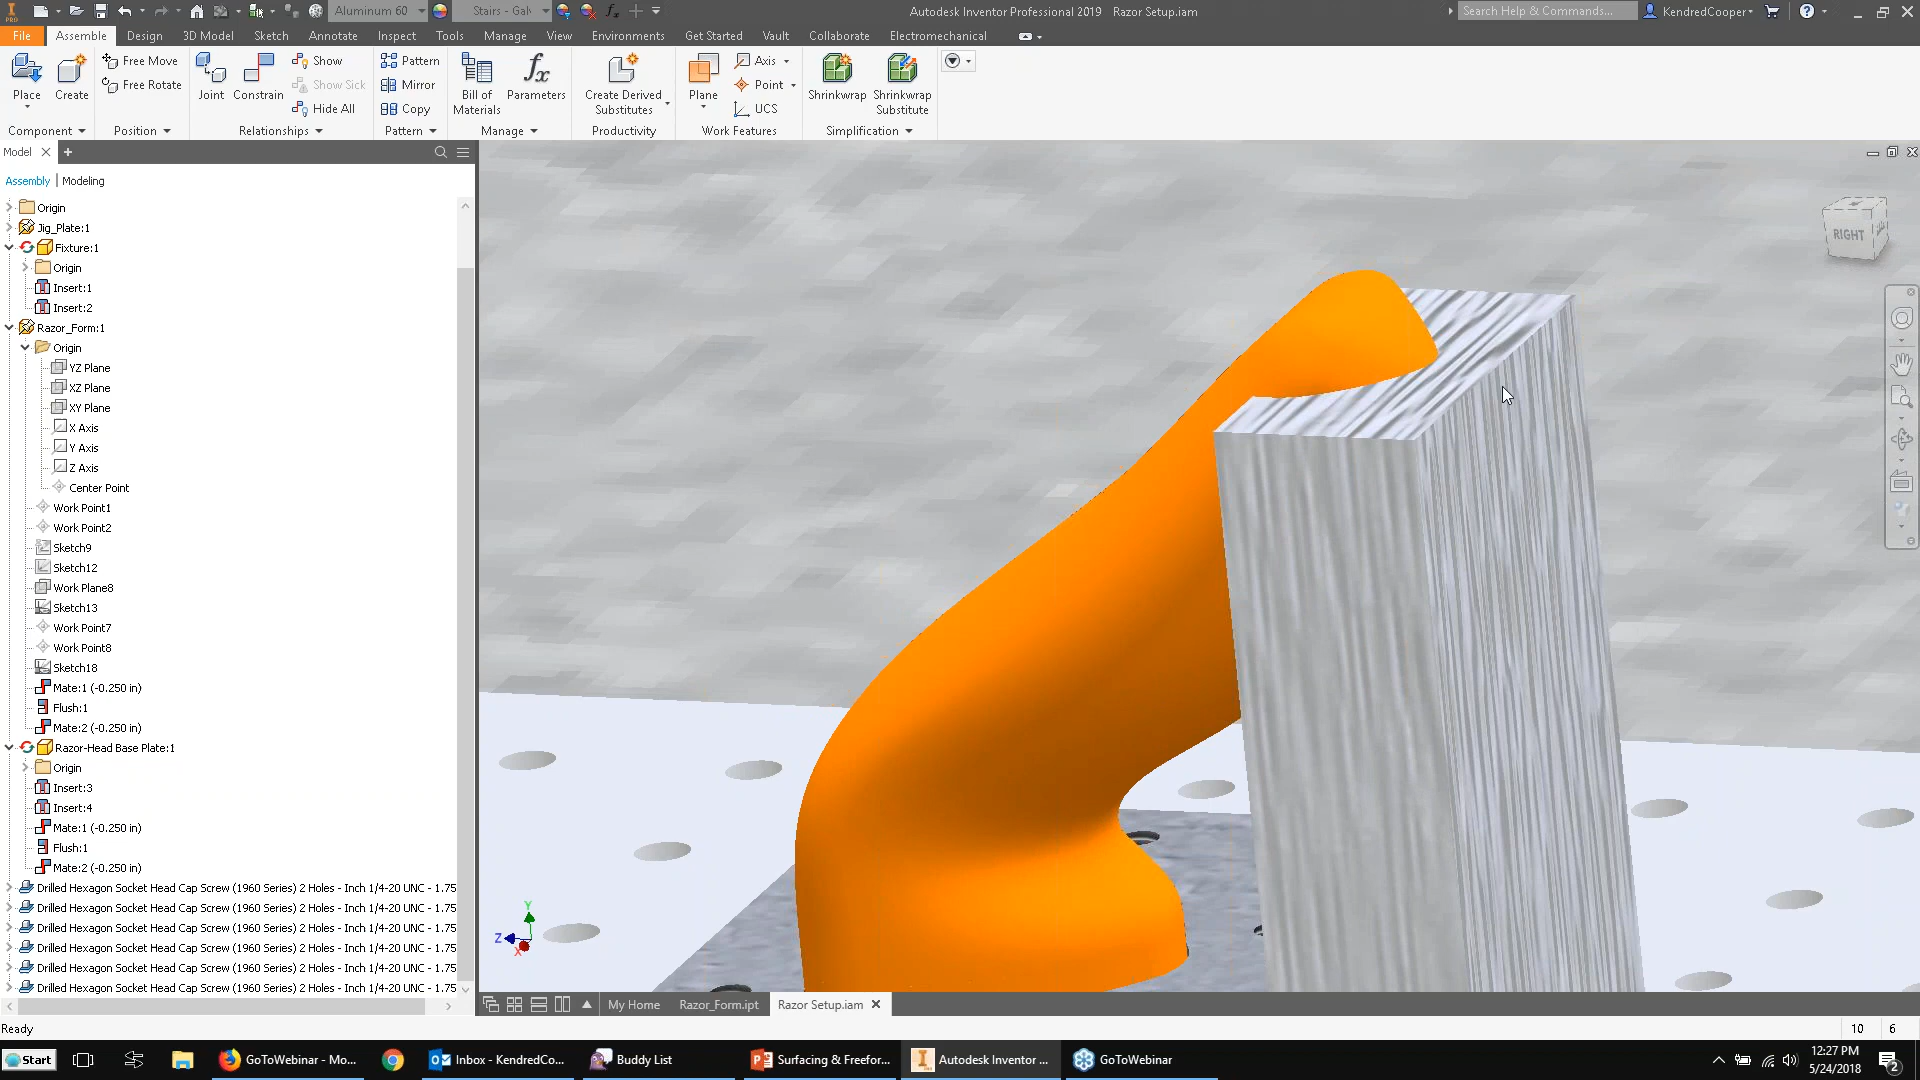 Aluminum 60
Stairs - Galv
Autodesk Inventor Professional 2019 Razor Setup.iam
Search Help & Commands...
KendredCooper
PRO
File
Assemble
Design
3D Model
Sketch
Annotate
Inspect
Tools
Manage
View
Environments
Get Started
Vault
Collaborate
Electromechanical
Place
Create
Free Move
Free Rotate
Joint
Constrain
Show
Show Sick
Hide All
Pattern
Mirror
Copy
Bill of
Materials
Parameters
Create Derived
Substitutes
Plane
Axis
Point
UCS
Shrinkwrap
Shrinkwrap
Substitute
Component
Position
Relationships
Pattern
Manage
Productivity
Work Features
Simplification
Model
Assembly | Modeling
Origin
Jig_Plate:1
Fixture:1
Origin
Insert:1
Insert:2
Razor_Form:1
Origin
YZ Plane
XZ Plane
XY Plane
X Axis
Y Axis
Z Axis
Center Point
Work Point1
Work Point2
Sketch9
Sketch12
Work Plane8
Sketch13
Work Point7
Work Point8
Sketch18
Mate:1 (-0.250 in)
Flush:1
Mate:2 (-0.250 in)
Razor-Head Base Plate:1
Origin
Insert:3
Insert:4
Mate:1 (-0.250 in)
Flush:1
Mate:2 (-0.250 in)
Drilled Hexagon Socket Head Cap Screw (1960 Series) 2 Holes - Inch 1/4-20 UNC - 1.75
Drilled Hexagon Socket Head Cap Screw (1960 Series) 2 Holes - Inch 1/4-20 UNC - 1.75
Drilled Hexagon Socket Head Cap Screw (1960 Series) 2 Holes - Inch 1/4-20 UNC - 1.75
Drilled Hexagon Socket Head Cap Screw (1960 Series) 2 Holes - Inch 1/4-20 UNC - 1.75
Drilled Hexagon Socket Head Cap Screw (1960 Series) 2 Holes - Inch 1/4-20 UNC - 1.75
Drilled Hexagon Socket Head Cap Screw (1960 Series) 2 Holes - Inch 1/4-20 UNC - 1.75
RIGHT
Y
Z
X
My Home
Razor_Form.ipt
Razor Setup.iam
Ready
10 6
Start
GoToWebinar - Mo...
Inbox - KendredCo...
Buddy List
Surfacing & Freefor...
Autodesk Inventor ...
GoToWebinar
12:27 PM
5/24/2018
2